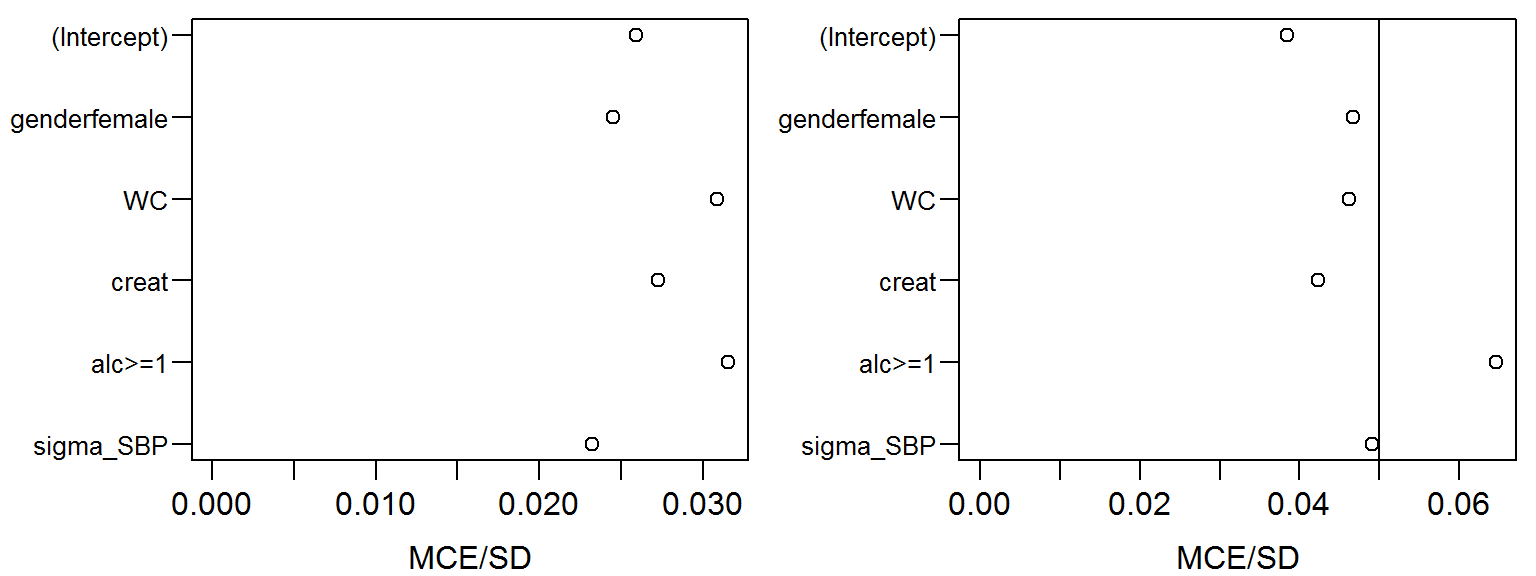 (Intercept)
genderfemale
WC
creat
alc>=1
sigma_SBP
0.000 0.010 0.020 0.030
MCE/SD
(Intercept)
genderfemale
WC
creat
alc>=1
sigma_SBP
0.00 0.02 0.04 0.06
MCE/SD